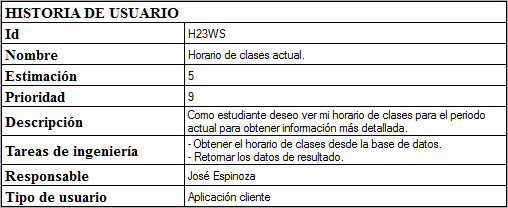 HISTORIA DE USUARIO
Id H23WS
Nombre Horario de clases actual.
Estimación 5
Prioridad 9
Descripción Como estudiante deseo ver mi horario de clases para el periodo
actual para obtener información más detallada.
Tareas de ingeniería - Obtener el horario de clases desde la base de datos.
- Retornar los datos de resultado.
Responsable José Espinoza
Tipo de usuario Aplicación cliente